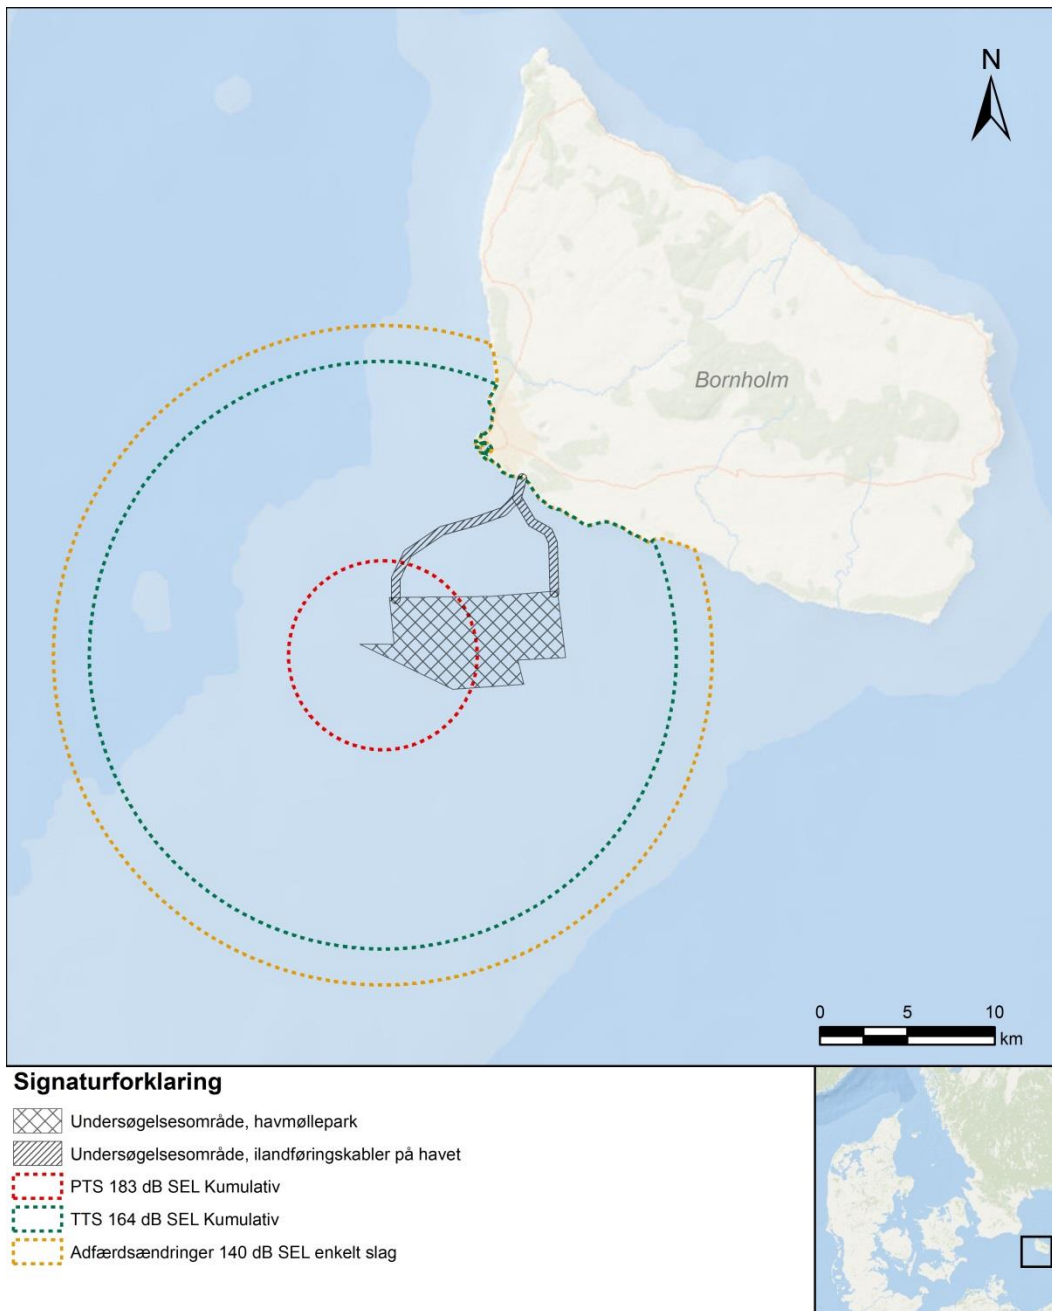 N
Bornholm
0 5 10
km
Signaturforklaring
Undersøgelsesområde, havmøllepark
Undersøgelsesområde, ilandføringskabler på havet
PTS 183 dB SEL Kumulativ
TTS 164 dB SEL Kumulativ
Adfærdsændringer 140 dB SEL enkelt slag